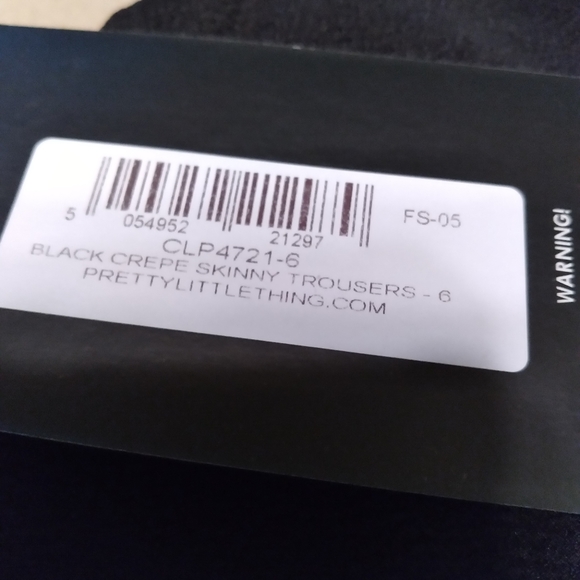 5 054952 21297
FS-05
CLP4721-6
BLACK CREPE SKINNY TROUSERS - 6
PRETTYLITTLETHING.COM
WARNING!